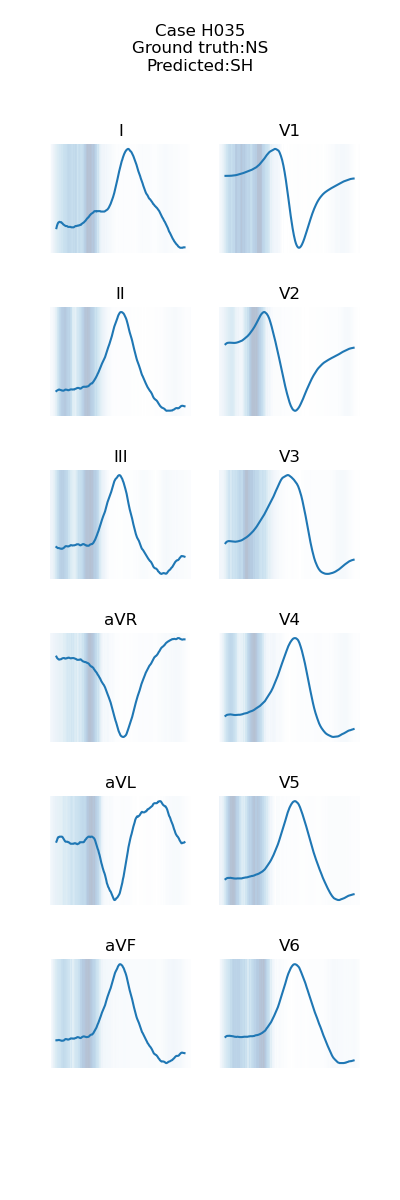 Case H035
Ground truth:NS
Predicted:SH
I
V1
II
V2
III
V3
aVR
V4
aVL
V5
aVF
V6